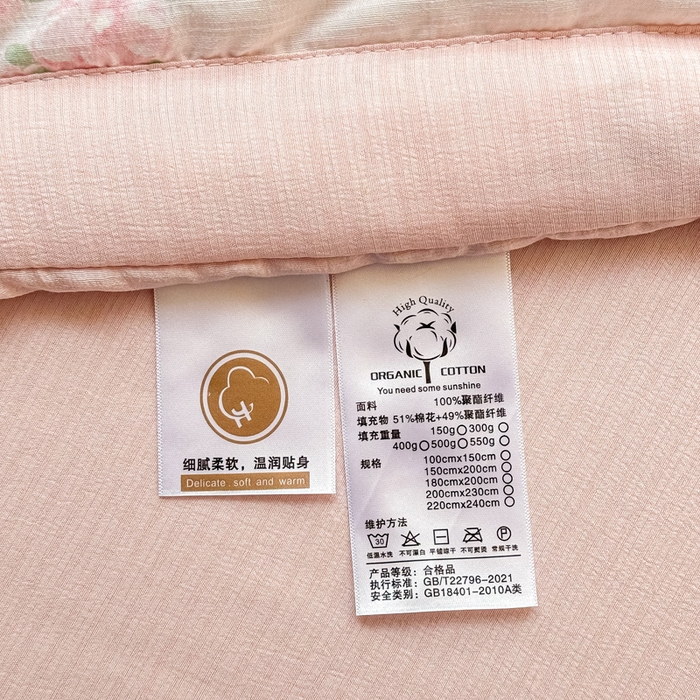 细腻柔软，温润贴身
Delicate . soft and warm
High Quality
ORGANIC COTTON
You need some sunshine
面料 100%聚酯纤维
填充物 51%棉花+49%聚酯纤维
填充重量 150g○300g○
400g○500g○550g○
规格 100cmx150cm○
150cmx200cm○
180cmx200cm○
200cmx230cm○
220cmx240cm○
维护方法
30
低温水洗 不可漂白 平铺晾干 不可熨烫 常规干洗
产品等级：合格品
执行标准：GB/T22796-2021
安全类别：GB18401-2010A类